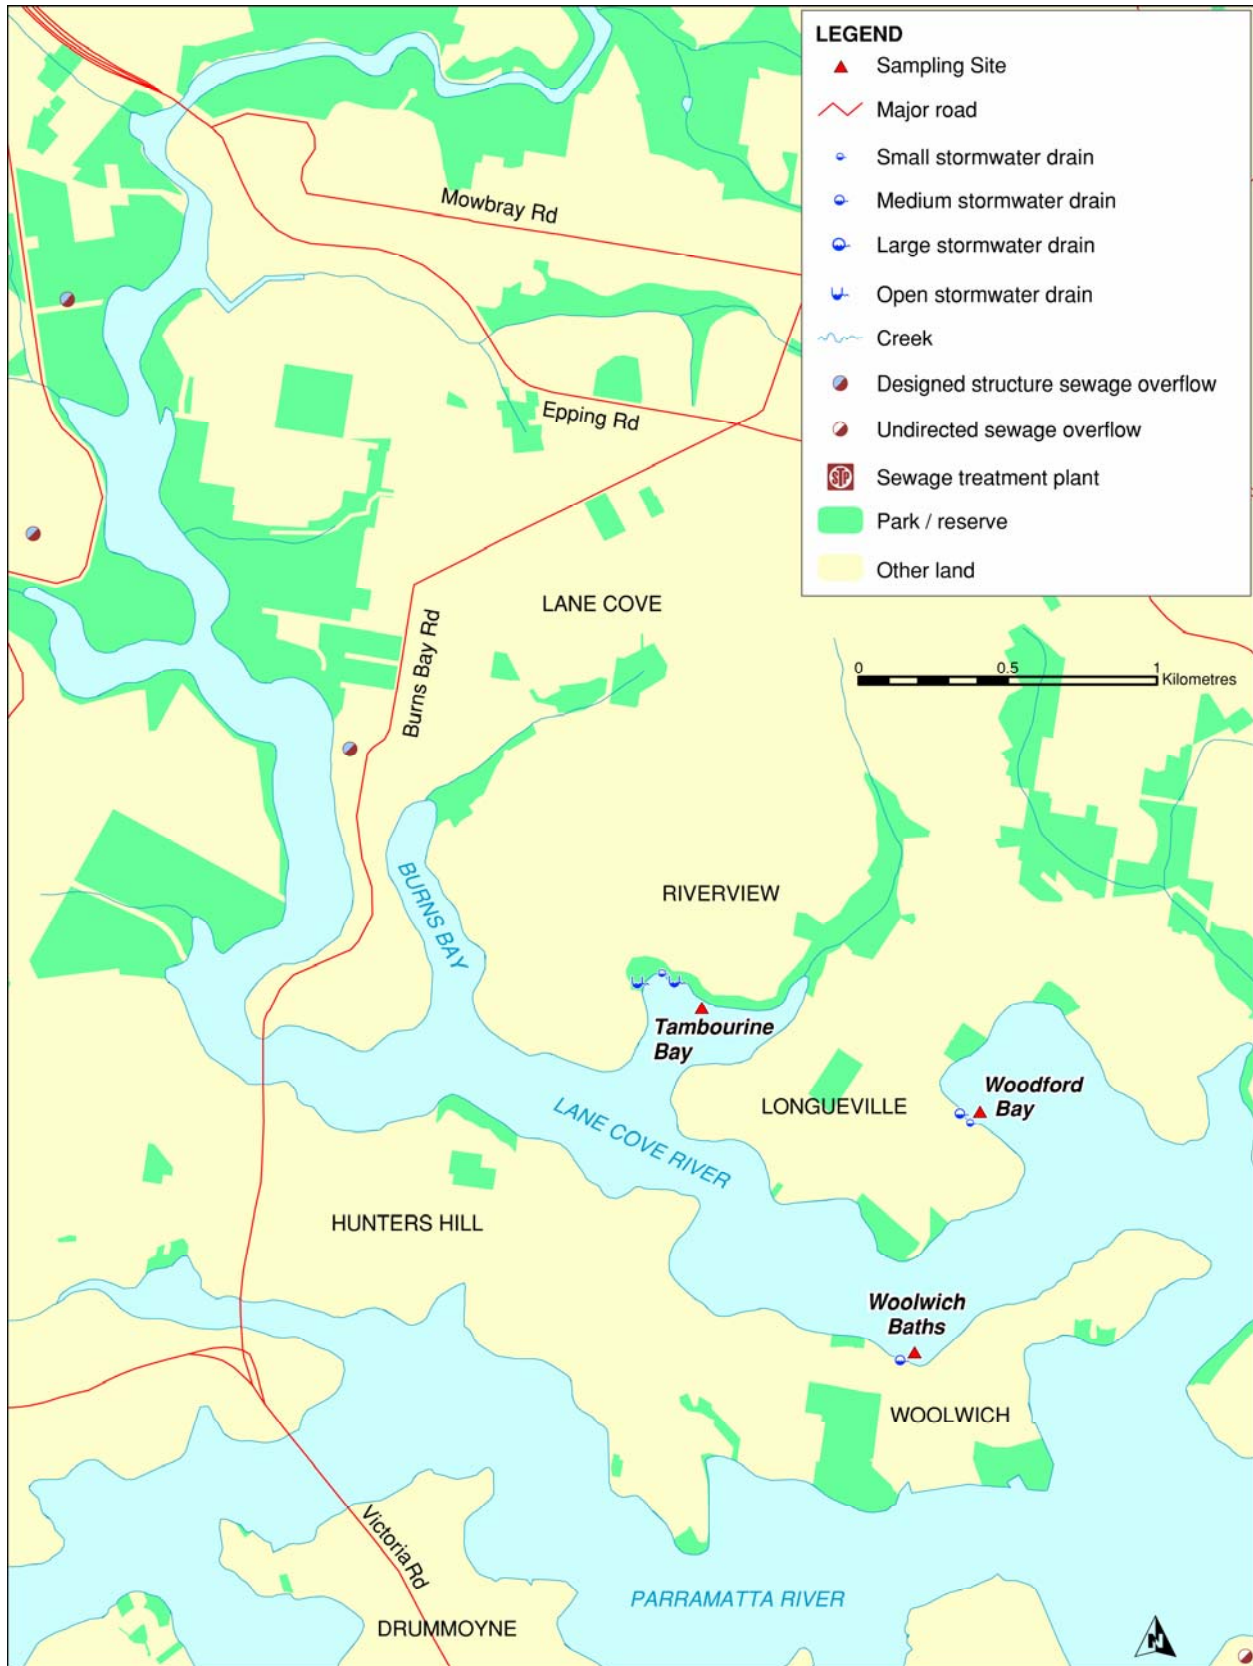 LEGEND
Sampling Site
Major road
Small stormwater drain
Medium stormwater drain
Large stormwater drain
Open stormwater drain
Creek
Designed structure sewage overflow
Undirected sewage overflow
STP
Sewage treatment plant
Park / reserve
Other land
Mowbray Rd
Epping Rd
LANE COVE
Burns Bay Rd
0 0.5 1
Kilometres
BURNS BAY
RIVERVIEW
Tambourine
Bay
Woodford
Bay
LONGUEVILLE
LANE COVE RIVER
HUNTERS HILL
Woolwich
Baths
WOOLWICH
Victoria Rd
PARRAMATTA RIVER
DRUMMOYNE
N